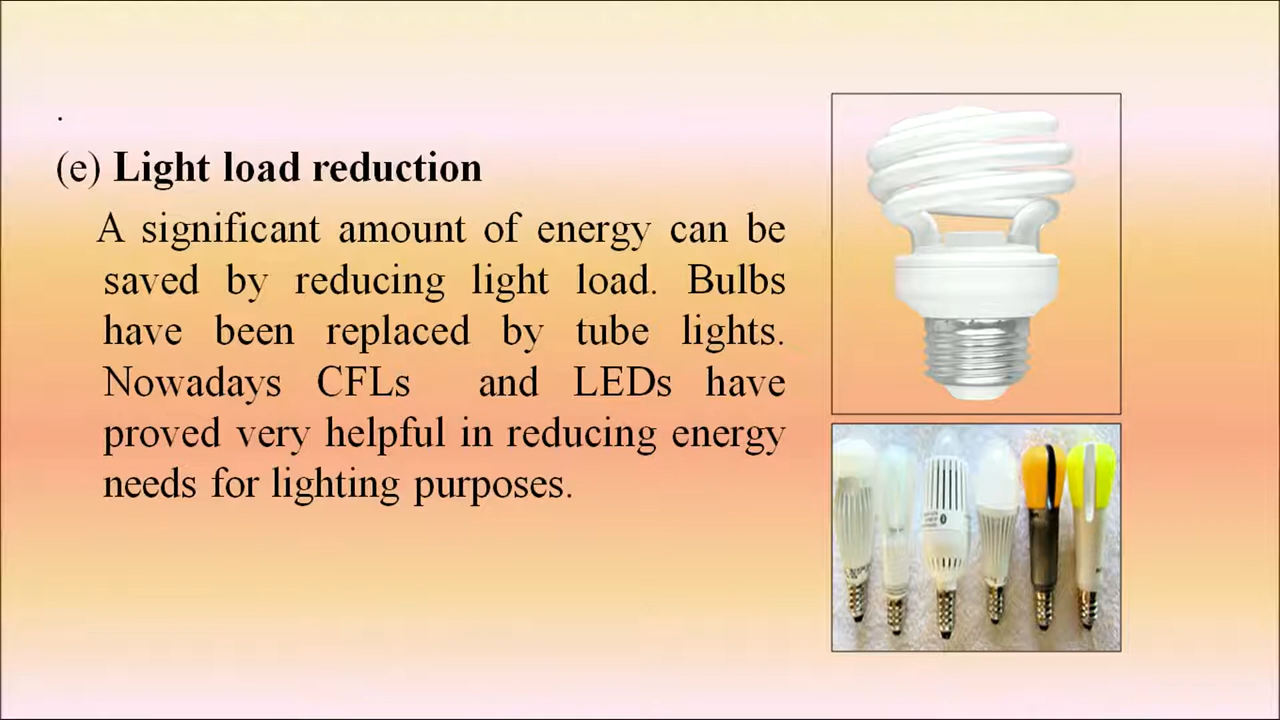 .
(e) Light load reduction
A significant amount of energy can be
saved by reducing light load. Bulbs
have been replaced by tube lights.
Nowadays CFLs and LEDs have
proved very helpful in reducing energy
needs for lighting purposes.